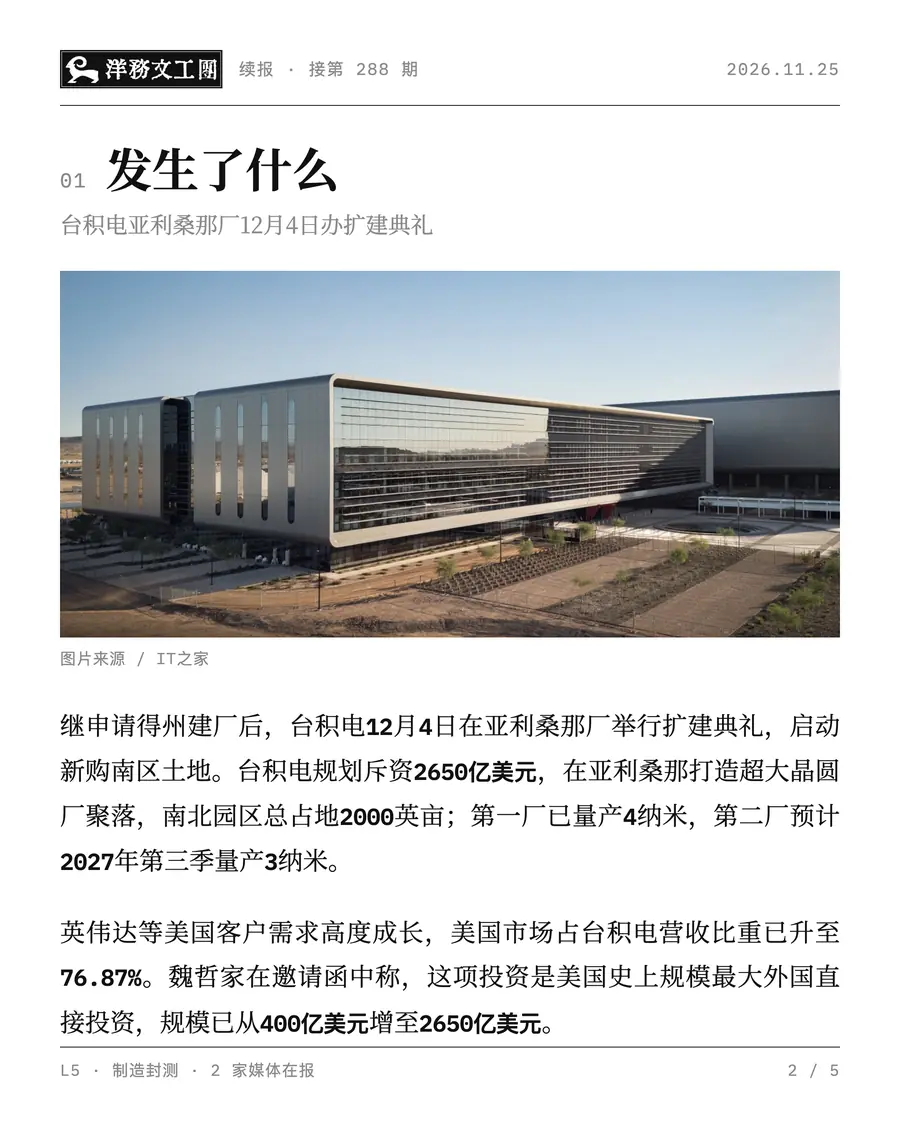 洋務文工團 续报 · 接第 288 期 2026.11.25
01 发生了什么
台积电亚利桑那厂12月4日办扩建典礼
图片来源 / IT之家
继申请得州建厂后，台积电12月4日在亚利桑那厂举行扩建典礼，启动
新购南区土地。台积电规划斥资2650亿美元，在亚利桑那打造超大晶圆
厂聚落，南北园区总占地2000英亩；第一厂已量产4纳米，第二厂预计
2027年第三季量产3纳米。
英伟达等美国客户需求高度成长，美国市场占台积电营收比重已升至
76.87%。魏哲家在邀请函中称，这项投资是美国史上规模最大外国直
接投资，规模已从400亿美元增至2650亿美元。
L5 · 制造封测 · 2 家媒体在报 2 / 5